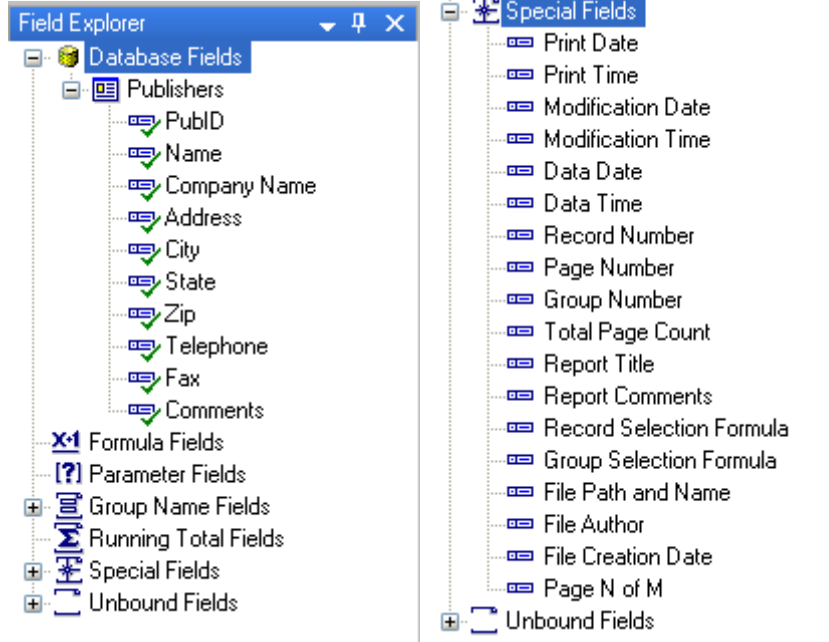 Field Explorer
Database Fields
Publishers
PubID
Name
Company Name
Address
City
State
Zip
Telephone
Fax
Comments
X+1 Formula Fields
[?] Parameter Fields
Group Name Fields
Σ Running Total Fields
Special Fields
Unbound Fields
Special Fields
Print Date
Print Time
Modification Date
Modification Time
Data Date
Data Time
Record Number
Page Number
Group Number
Total Page Count
Report Title
Report Comments
Record Selection Formula
Group Selection Formula
File Path and Name
File Author
File Creation Date
Page N of M
Unbound Fields